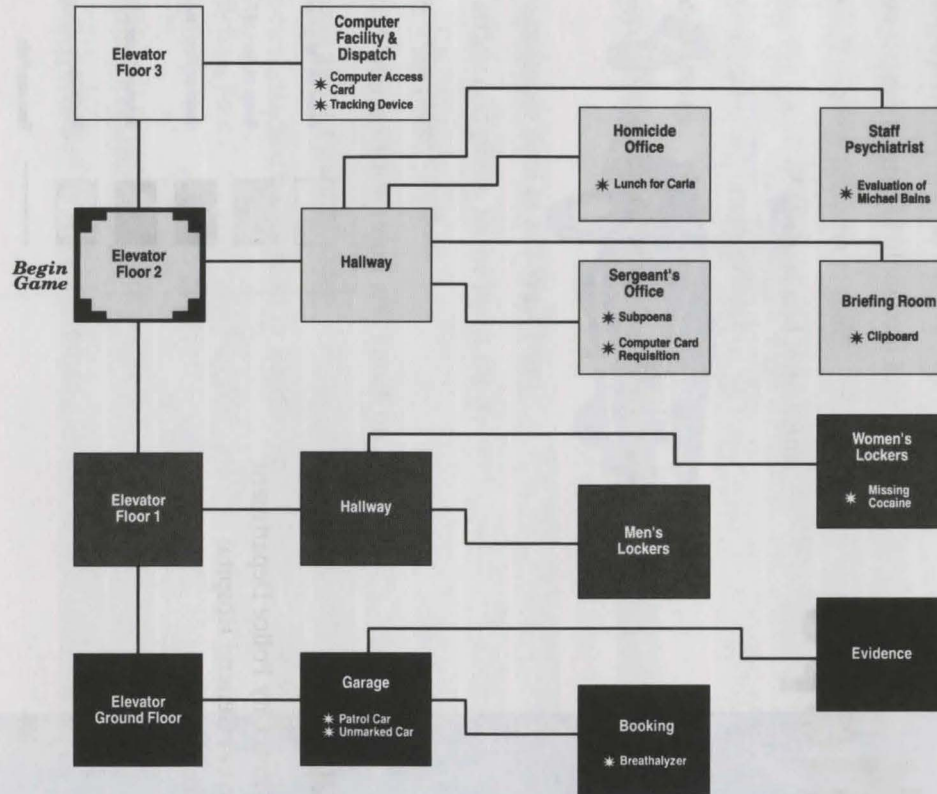 Elevator
Floor 3
Computer
Facility &
Dispatch
✷ Computer Access
Card
✷ Tracking Device
Homicide
Office
✷ Lunch for Carla
Staff
Psychiatrist
✷ Evaluation of
Michael Bains
Begin
Game
Elevator
Floor 2
Hallway
Sergeant's
Office
✷ Subpoena
✷ Computer Card
Requisition
Briefing Room
✷ Clipboard
Elevator
Floor 1
Hallway
Men's
Lockers
Women's
Lockers
✷ Missing
Cocaine
Elevator
Ground Floor
Garage
✷ Patrol Car
✷ Unmarked Car
Booking
✷ Breathalyzer
Evidence